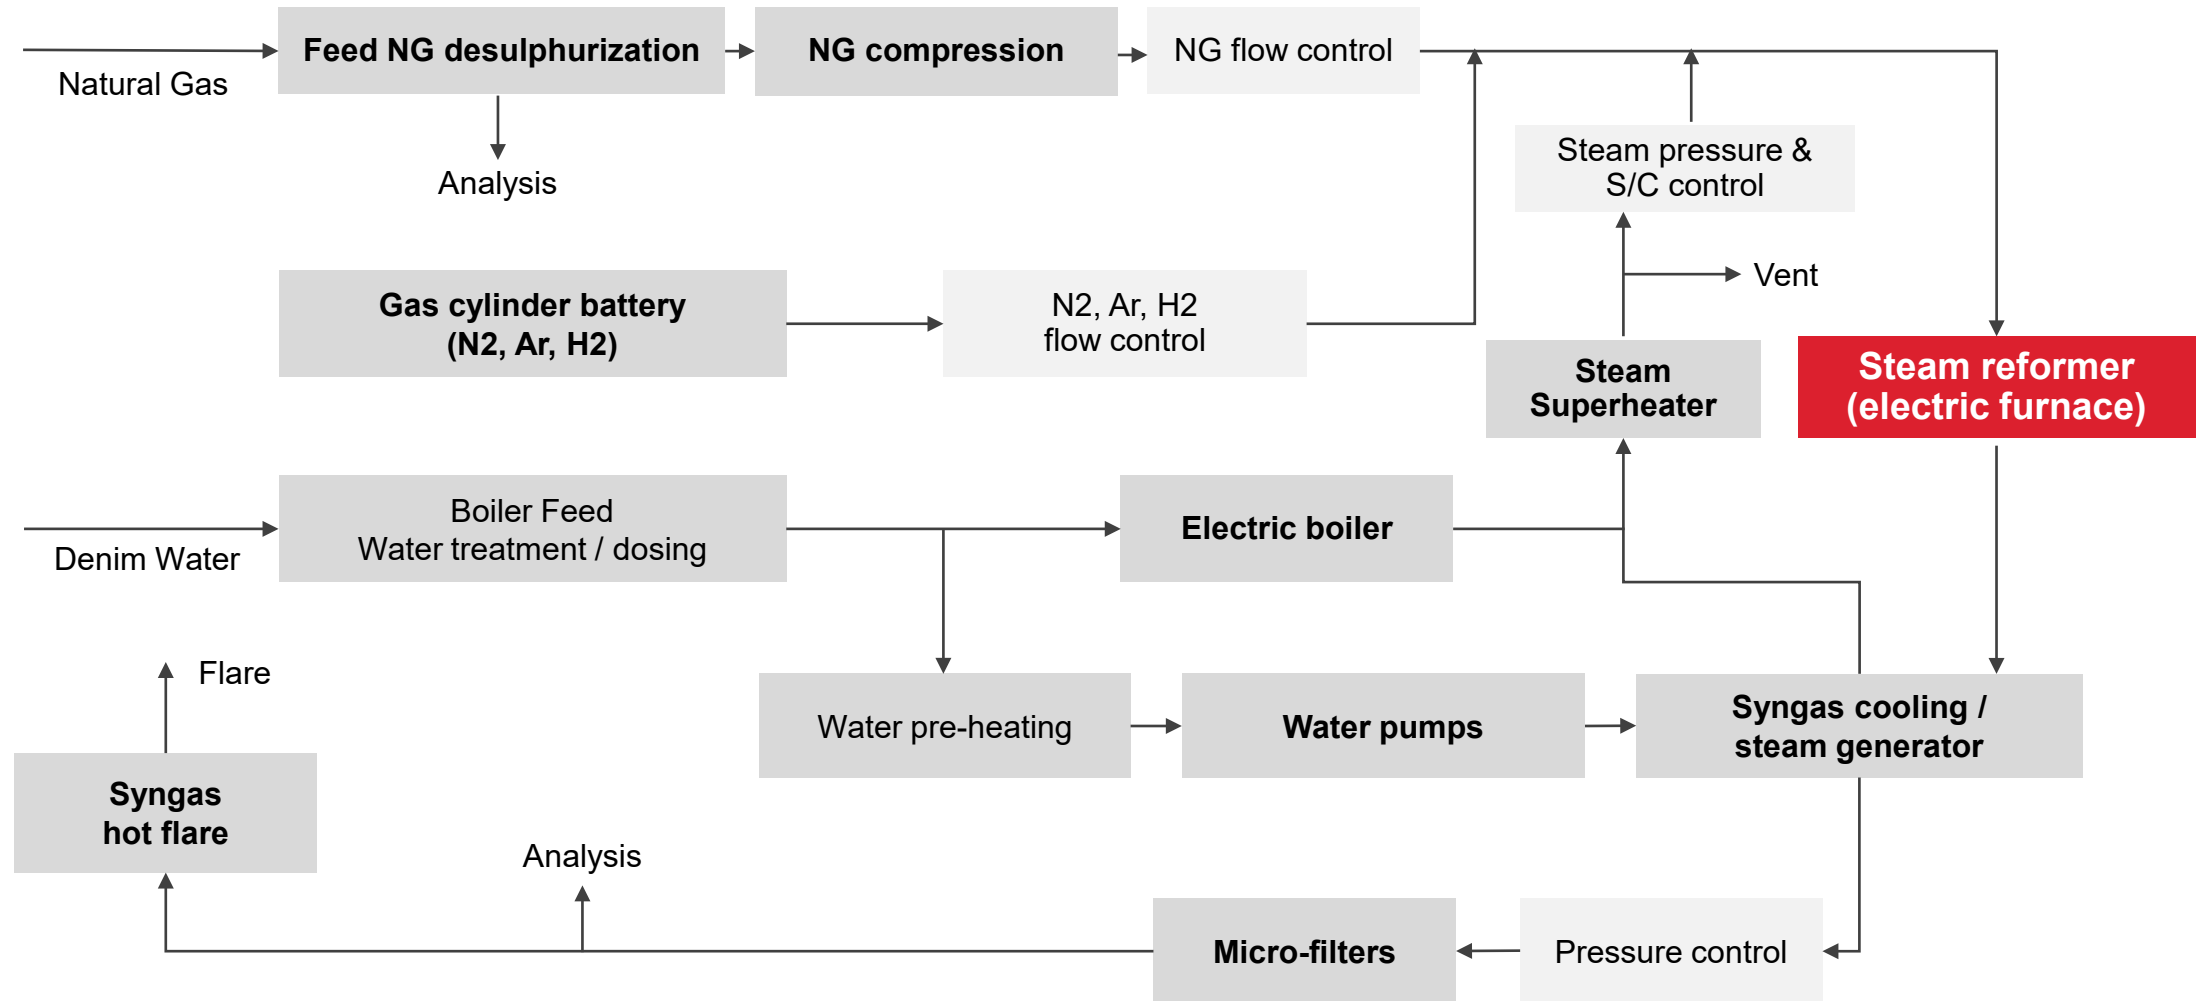 Feed NG desulphurization
NG compression
NG flow control
Natural Gas
Analysis
Steam pressure &
S/C control
Vent
Gas cylinder battery
(N2, Ar, H2)
N2, Ar, H2
flow control
Steam
Superheater
Steam reformer
(electric furnace)
Boiler Feed
Water treatment / dosing
Electric boiler
Denim Water
Flare
Water pre-heating
Water pumps
Syngas cooling /
steam generator
Syngas
hot flare
Analysis
Micro-filters
Pressure control